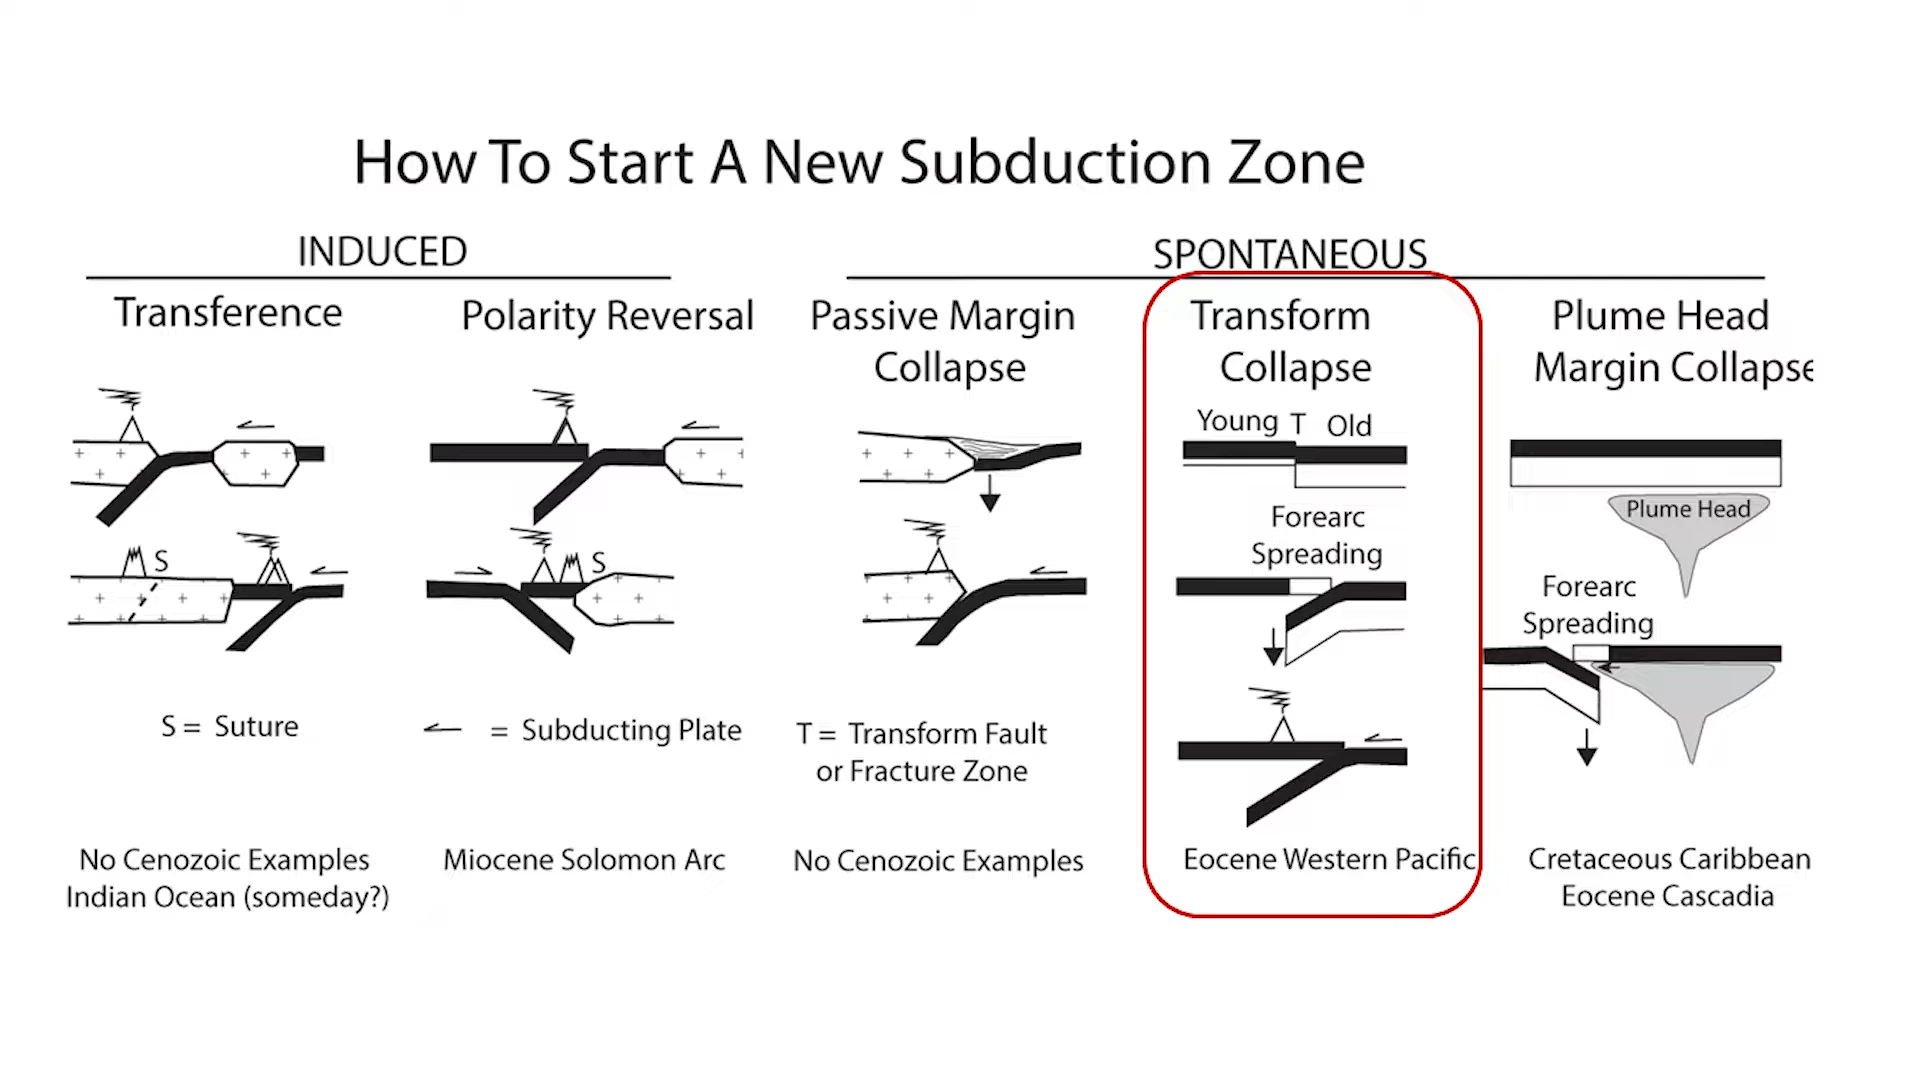 How To Start A New Subduction Zone
INDUCED
SPONTANEOUS
Transference
Polarity Reversal
Passive Margin
Collapse
Transform
Collapse
Plume Head
Margin Collapse
Young T Old
Plume Head
Forearc
Spreading
S
S
Forearc
Spreading
S = Suture
= Subducting Plate
T = Transform Fault
or Fracture Zone
No Cenozoic Examples
Indian Ocean (someday?)
Miocene Solomon Arc
No Cenozoic Examples
Eocene Western Pacific
Cretaceous Caribbean
Eocene Cascadia